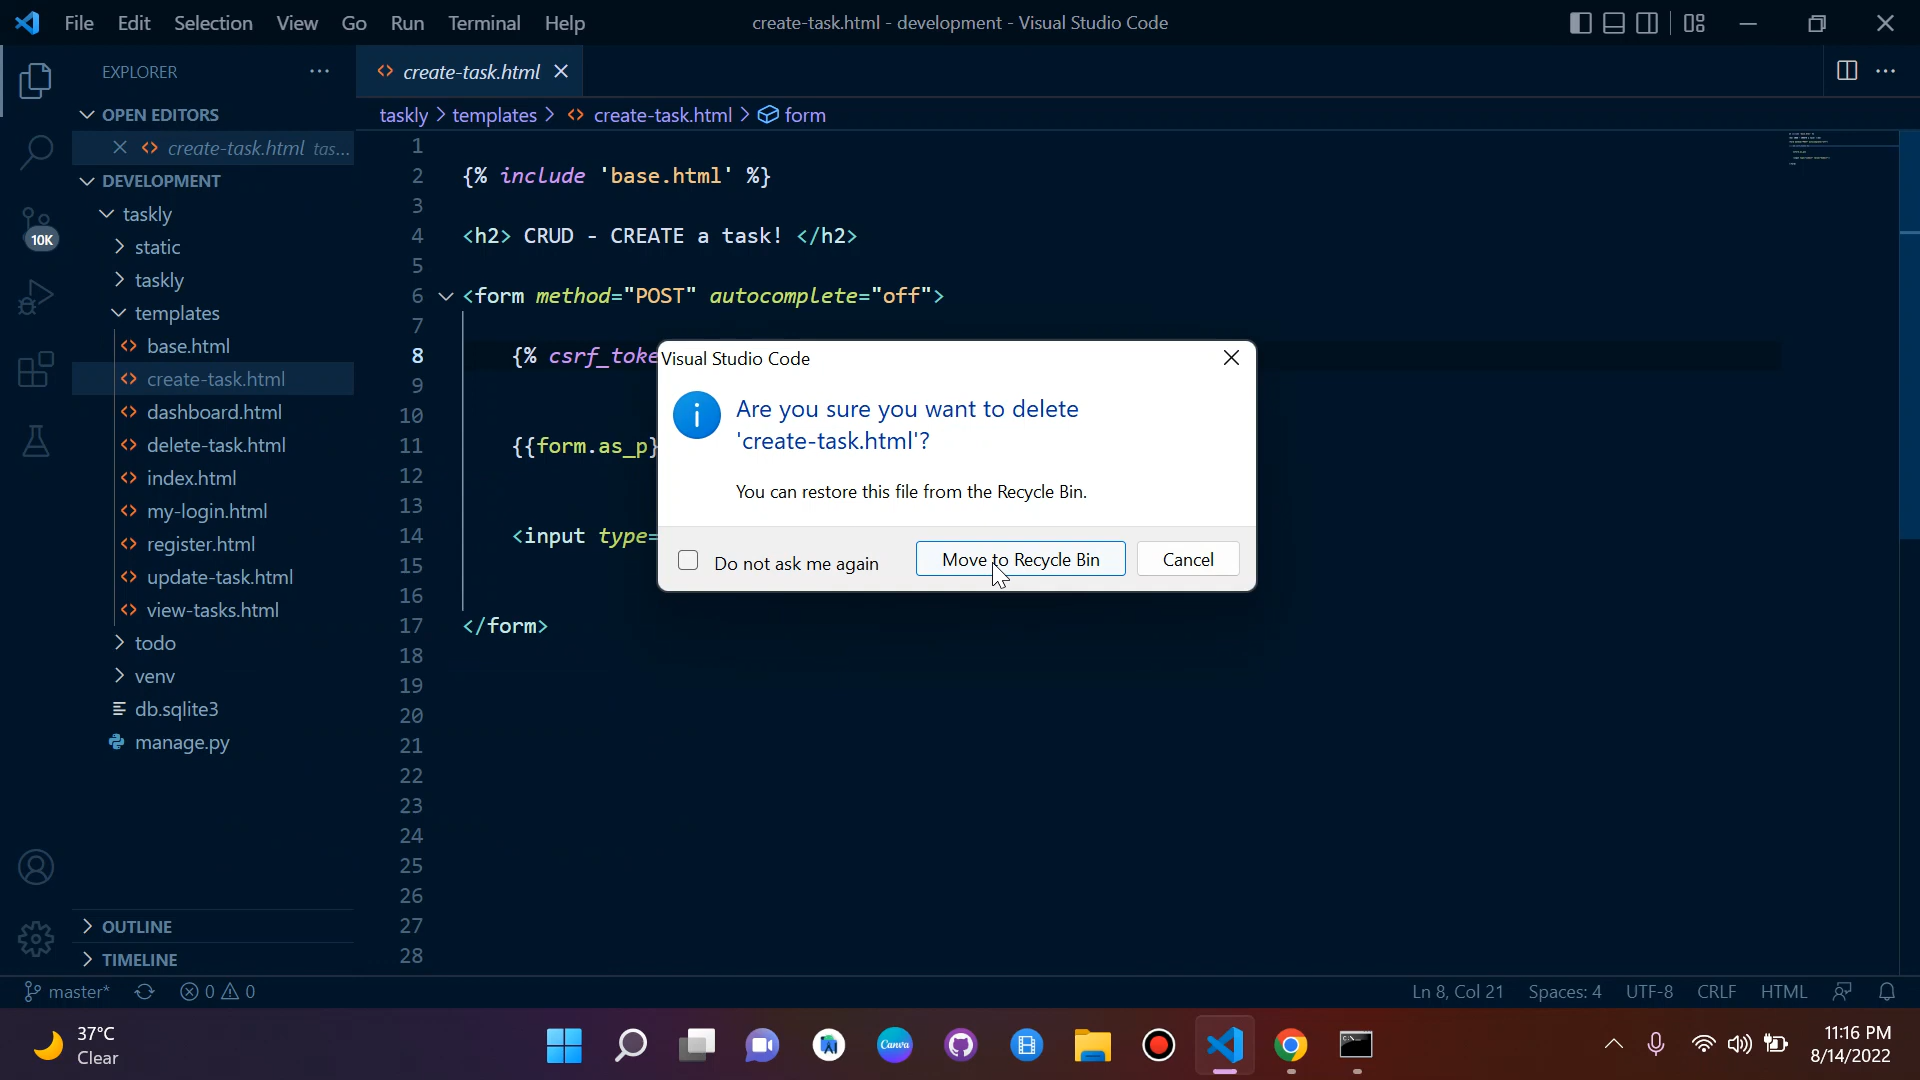 File Edit Selection View Go Run Terminal Help
create-task.html - development - Visual Studio Code
EXPLORER
create-task.html
OPEN EDITORS
create-task.html tas...
DEVELOPMENT
taskly
static
taskly
templates
base.html
create-task.html
dashboard.html
delete-task.html
index.html
my-login.html
register.html
update-task.html
view-tasks.html
todo
venv
db.sqlite3
manage.py
OUTLINE
TIMELINE
10K
taskly > templates > create-task.html > form
1
2 {% include 'base.html' %}
3
4 <h2> CRUD - CREATE a task! </h2>
5
6 <form method="POST" autocomplete="off">
7
8 {% csrf_toke
9
10
11 {{form.as_p}
12
13
14 <input type=
15
16
17 </form>
18
19
20
21
22
23
24
25
26
27
28
Visual Studio Code
Are you sure you want to delete
'create-task.html'?
You can restore this file from the Recycle Bin.
Do not ask me again
Move to Recycle Bin
Cancel
master* 0 0
Ln 8, Col 21 Spaces: 4 UTF-8 CRLF HTML
37°C
Clear
Canva
11:16 PM
8/14/2022